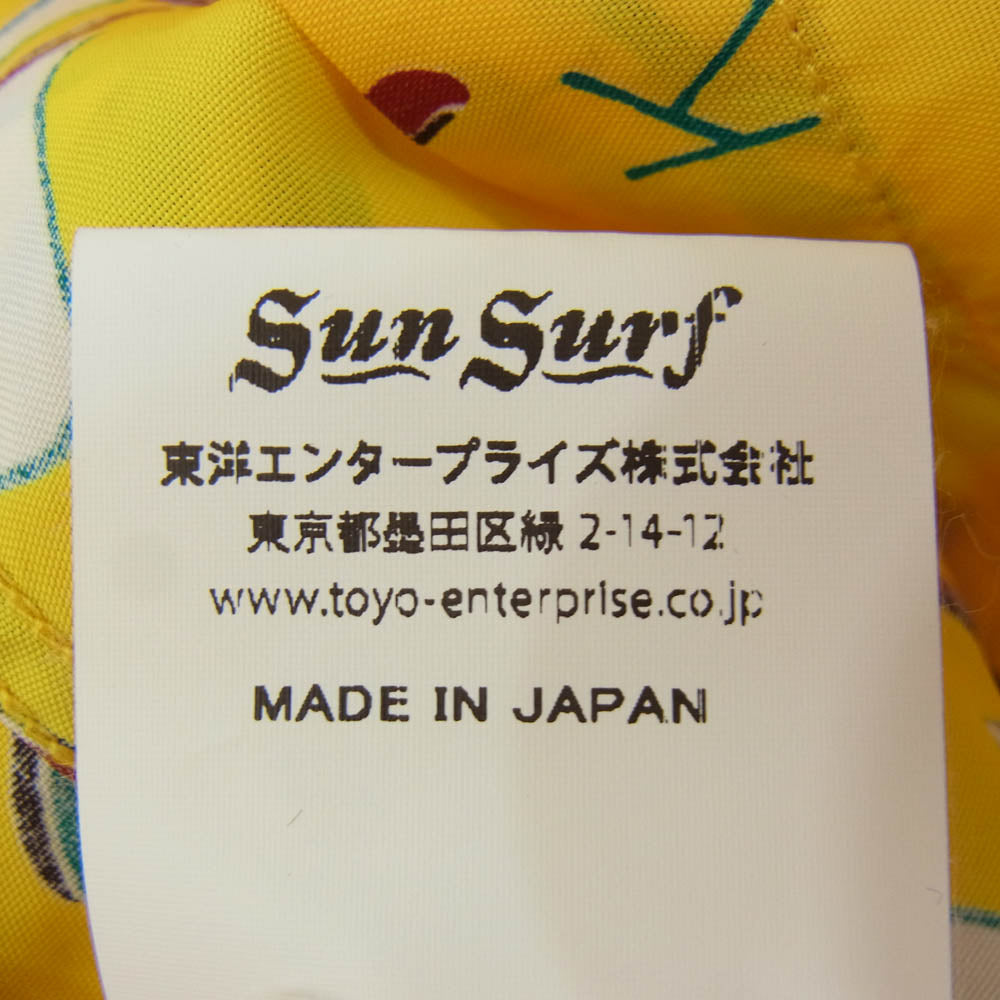 Sun Surf
東洋エンタープライズ株式会社
東京都墨田区緑 2-14-12
www.toyo-enterprise.co.jp
MADE IN JAPAN